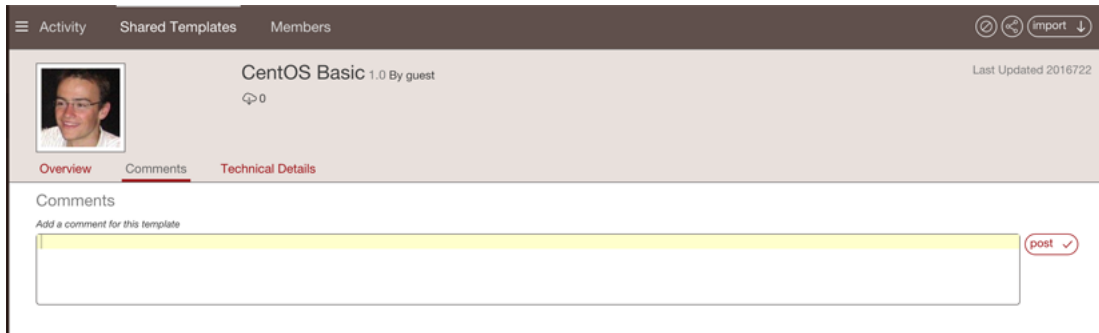 Activity Shared Templates Members import
CentOS Basic 1.0 By guest Last Updated 2016722
0
Overview Comments Technical Details
Comments
Add a comment for this template
post